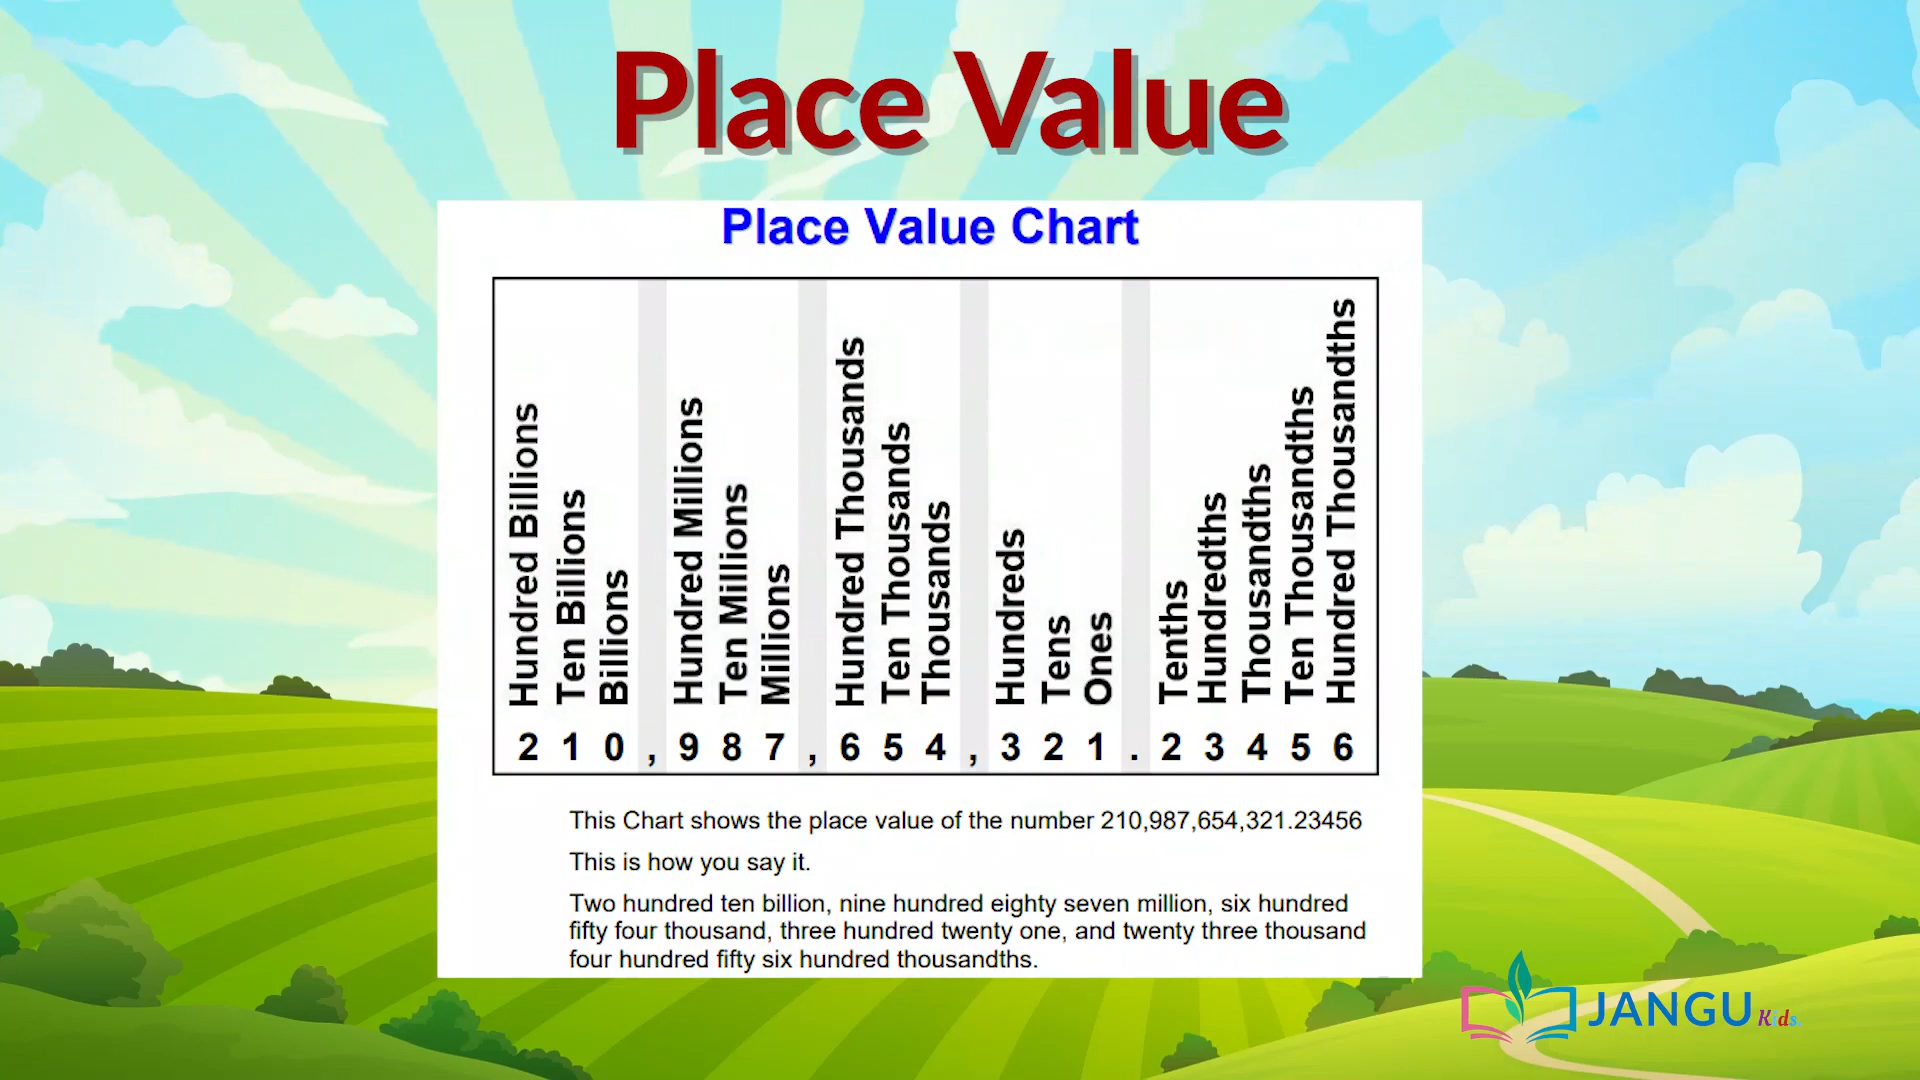 Place Value
Place Value Chart
Hundred Billions
Ten Billions
Billions
Hundred Millions
Ten Millions
Millions
Hundred Thousands
Ten Thousands
Thousands
Hundreds
Tens
Ones
Tenths
Hundredths
Thousandths
Ten Thousandths
Hundred Thousandths
2 1 0 , 9 8 7 , 6 5 4 , 3 2 1 . 2 3 4 5 6
This Chart shows the place value of the number 210,987,654,321.23456
This is how you say it.
Two hundred ten billion, nine hundred eighty seven million, six hundred
fifty four thousand, three hundred twenty one, and twenty three thousand
four hundred fifty six hundred thousandths.
JANGU Kids.